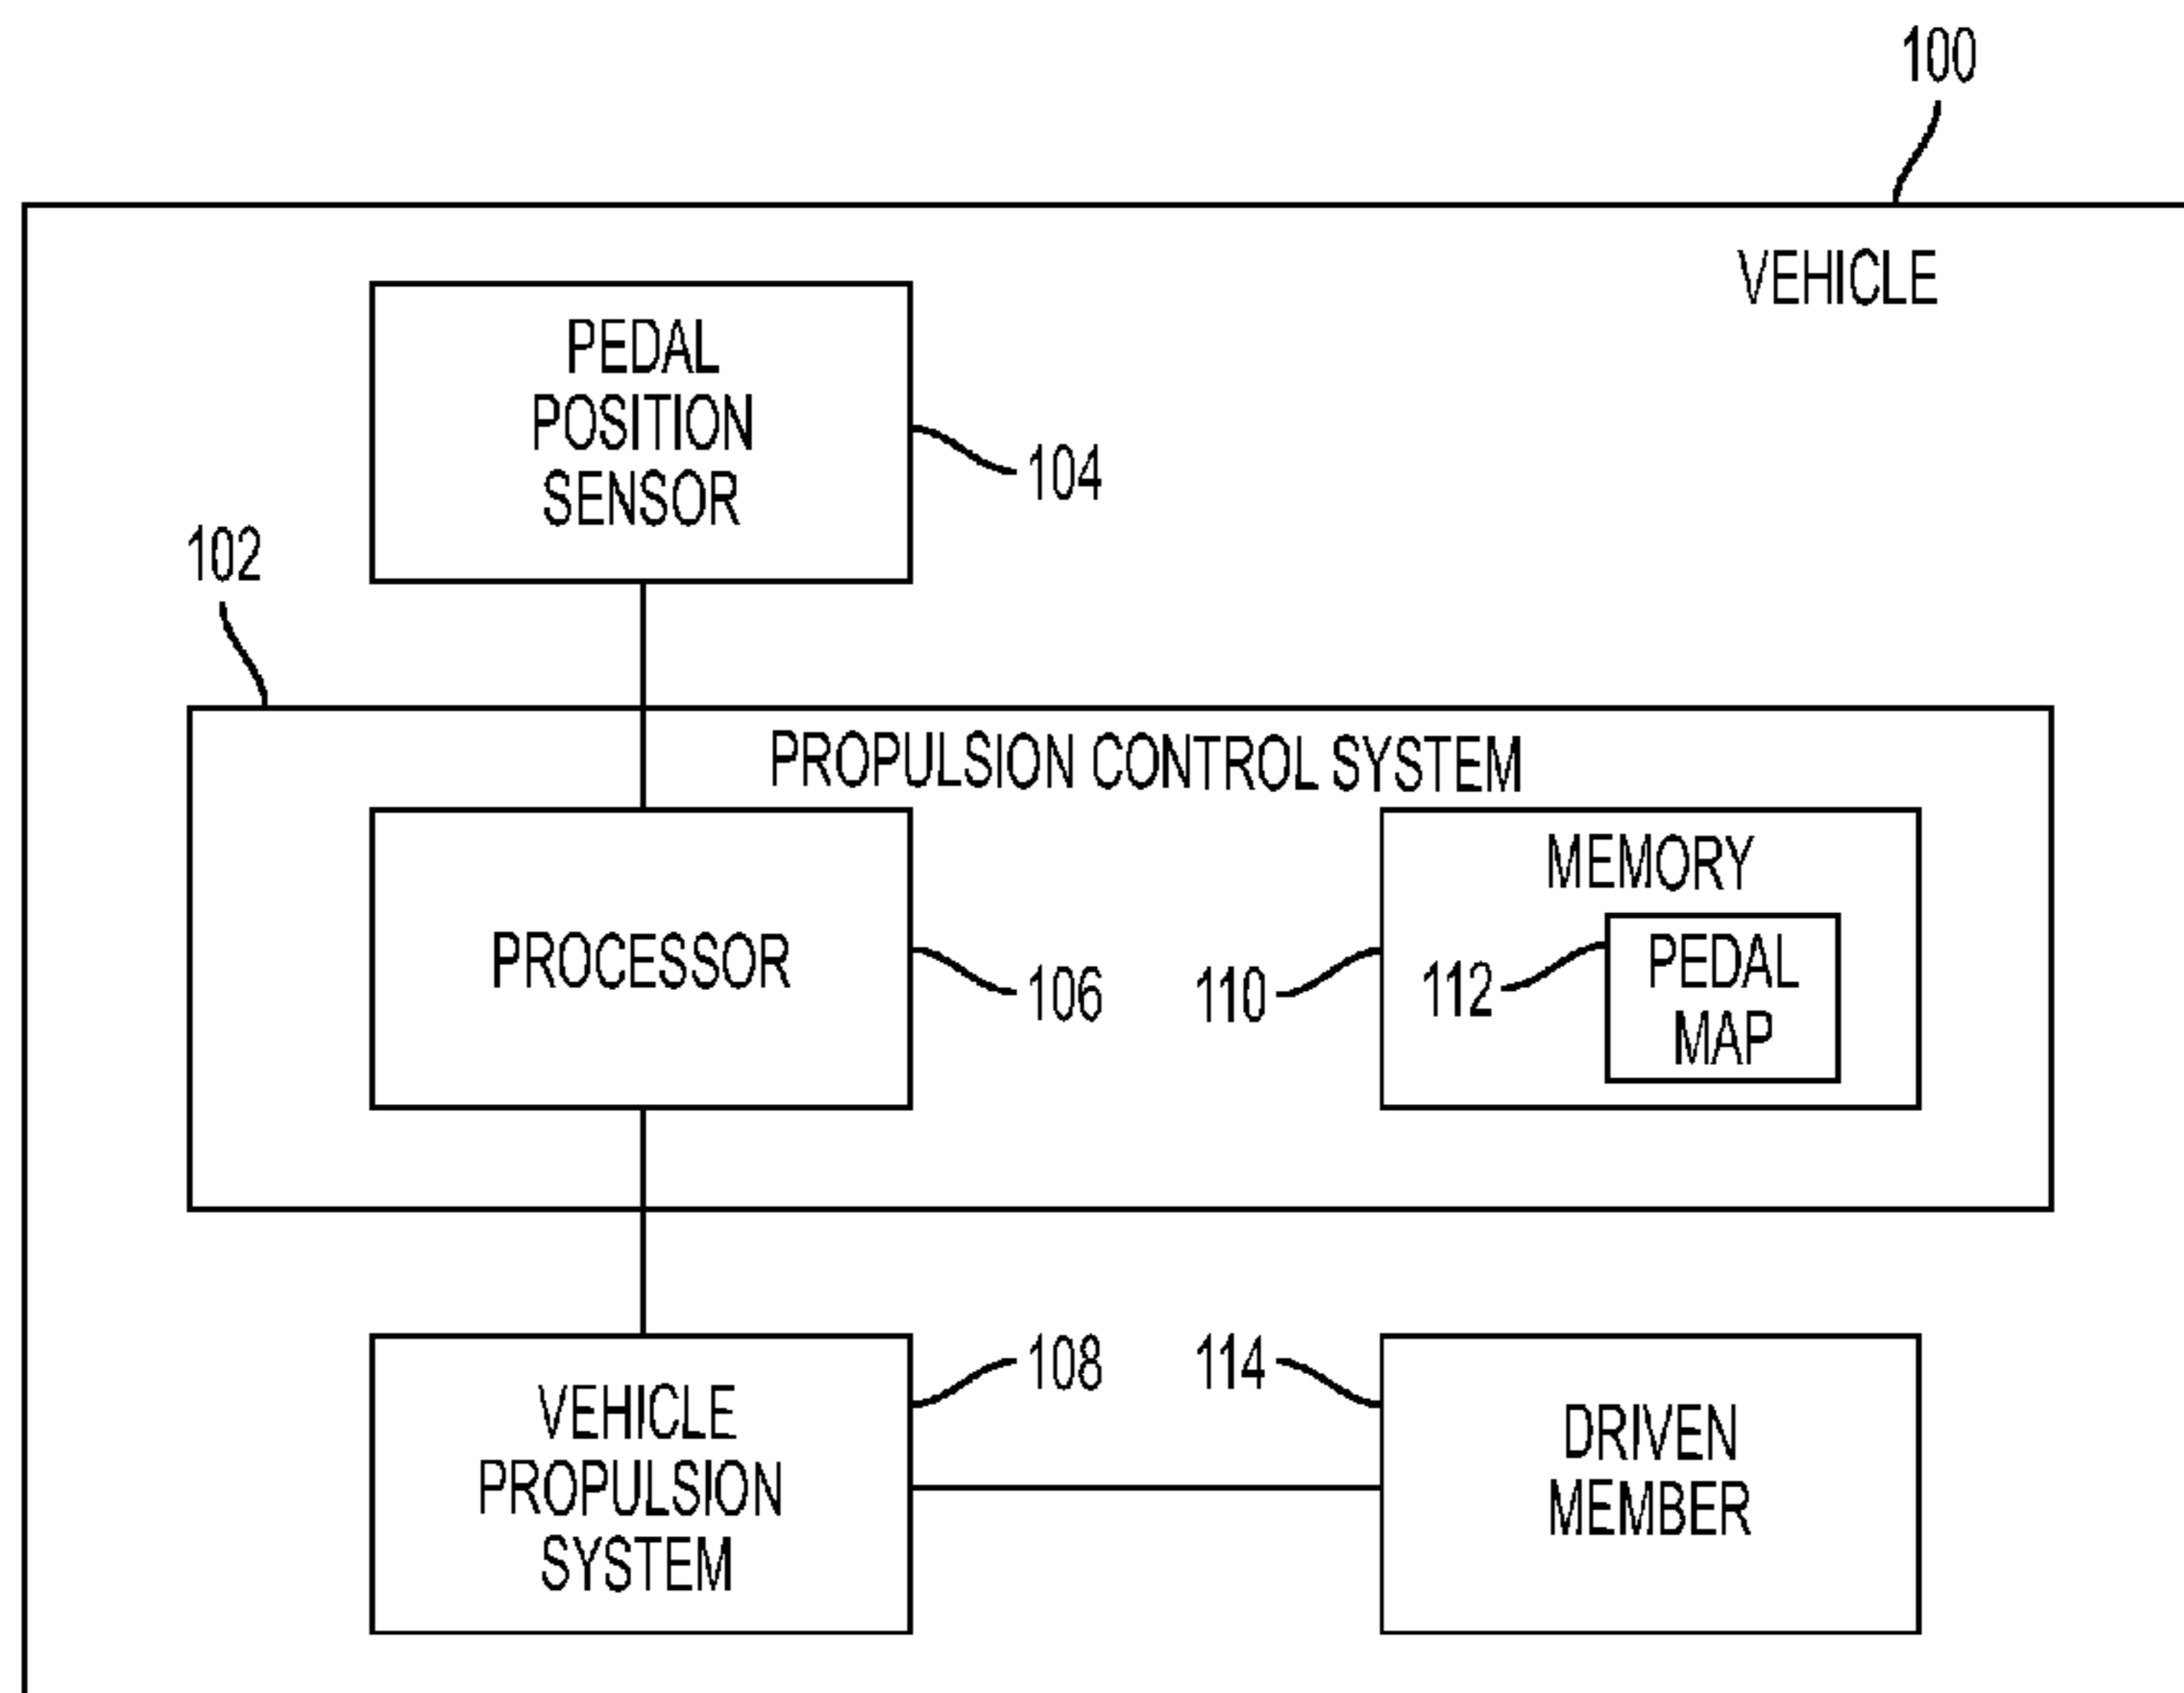 100
VEHICLE
PEDAL
POSITION
SENSOR
104
102
PROPULSION CONTROL SYSTEM
PROCESSOR
106
110
MEMORY
112
PEDAL
MAP
VEHICLE
PROPULSION
SYSTEM
108
114
DRIVEN
MEMBER